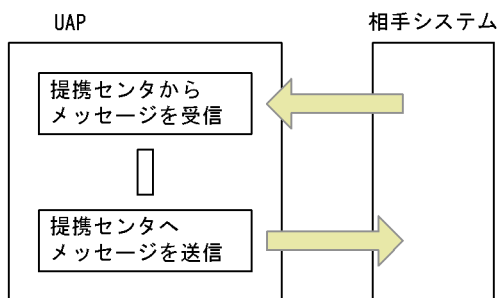 UAP
相手システム
提携センタから
メッセージを受信
提携センタへ
メッセージを送信